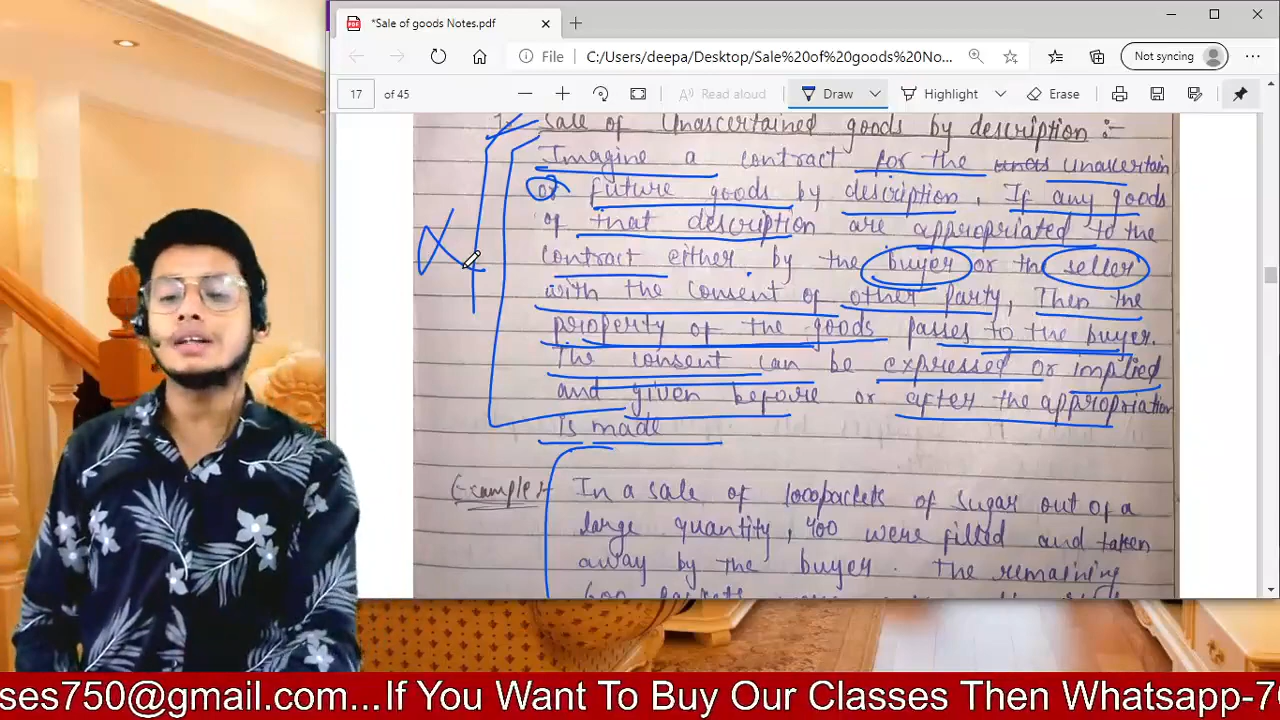 *Sale of goods Notes.pdf
File
C:/Users/deepa/Desktop/Sale%20of%20goods%20No...
Not syncing
17 of 45
Read aloud
Draw
Highlight
Erase
Sale of Unascertained goods by description :-
Imagine a contract for the unascertain
or future goods by description, If any goods
of that description are appropriated to the
contract either by the buyer or the seller
with the consent of other party, Then the
property of the goods passes to the buyer.
The consent can be expressed or implied
and given before or after the appropriation
is made
Example:-
In a sale of 1000packets of sugar out of a
large quantity, 400 were filled and taken
away by the buyer. The remaining
600 packets
ses750@gmail.com...If You Want To Buy Our Classes Then Whatsapp-7